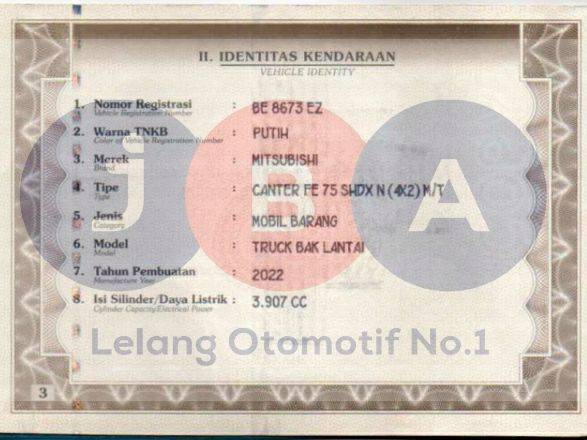 II. IDENTITAS KENDARAAN
VEHICLE IDENTITY
1. Nomor Registrasi : BE 8673 EZ
Vehicle Registration Number
2. Warna TNKB : PUTIH
Color of Vehicle Registration Number
3. Merek : MITSUBISHI
Brand
4. Tipe : CANTER FE 75 SHDX N (4X2) M/T
Type
5. Jenis : MOBIL BARANG
Category
6. Model : TRUCK BAK LANTAI
Model
7. Tahun Pembuatan : 2022
Manufacture Year
8. Isi Silinder/Daya Listrik : 3.907 CC
Cylinder Capacity/Electrical Power
JBA
Lelang Otomotif No.1
3